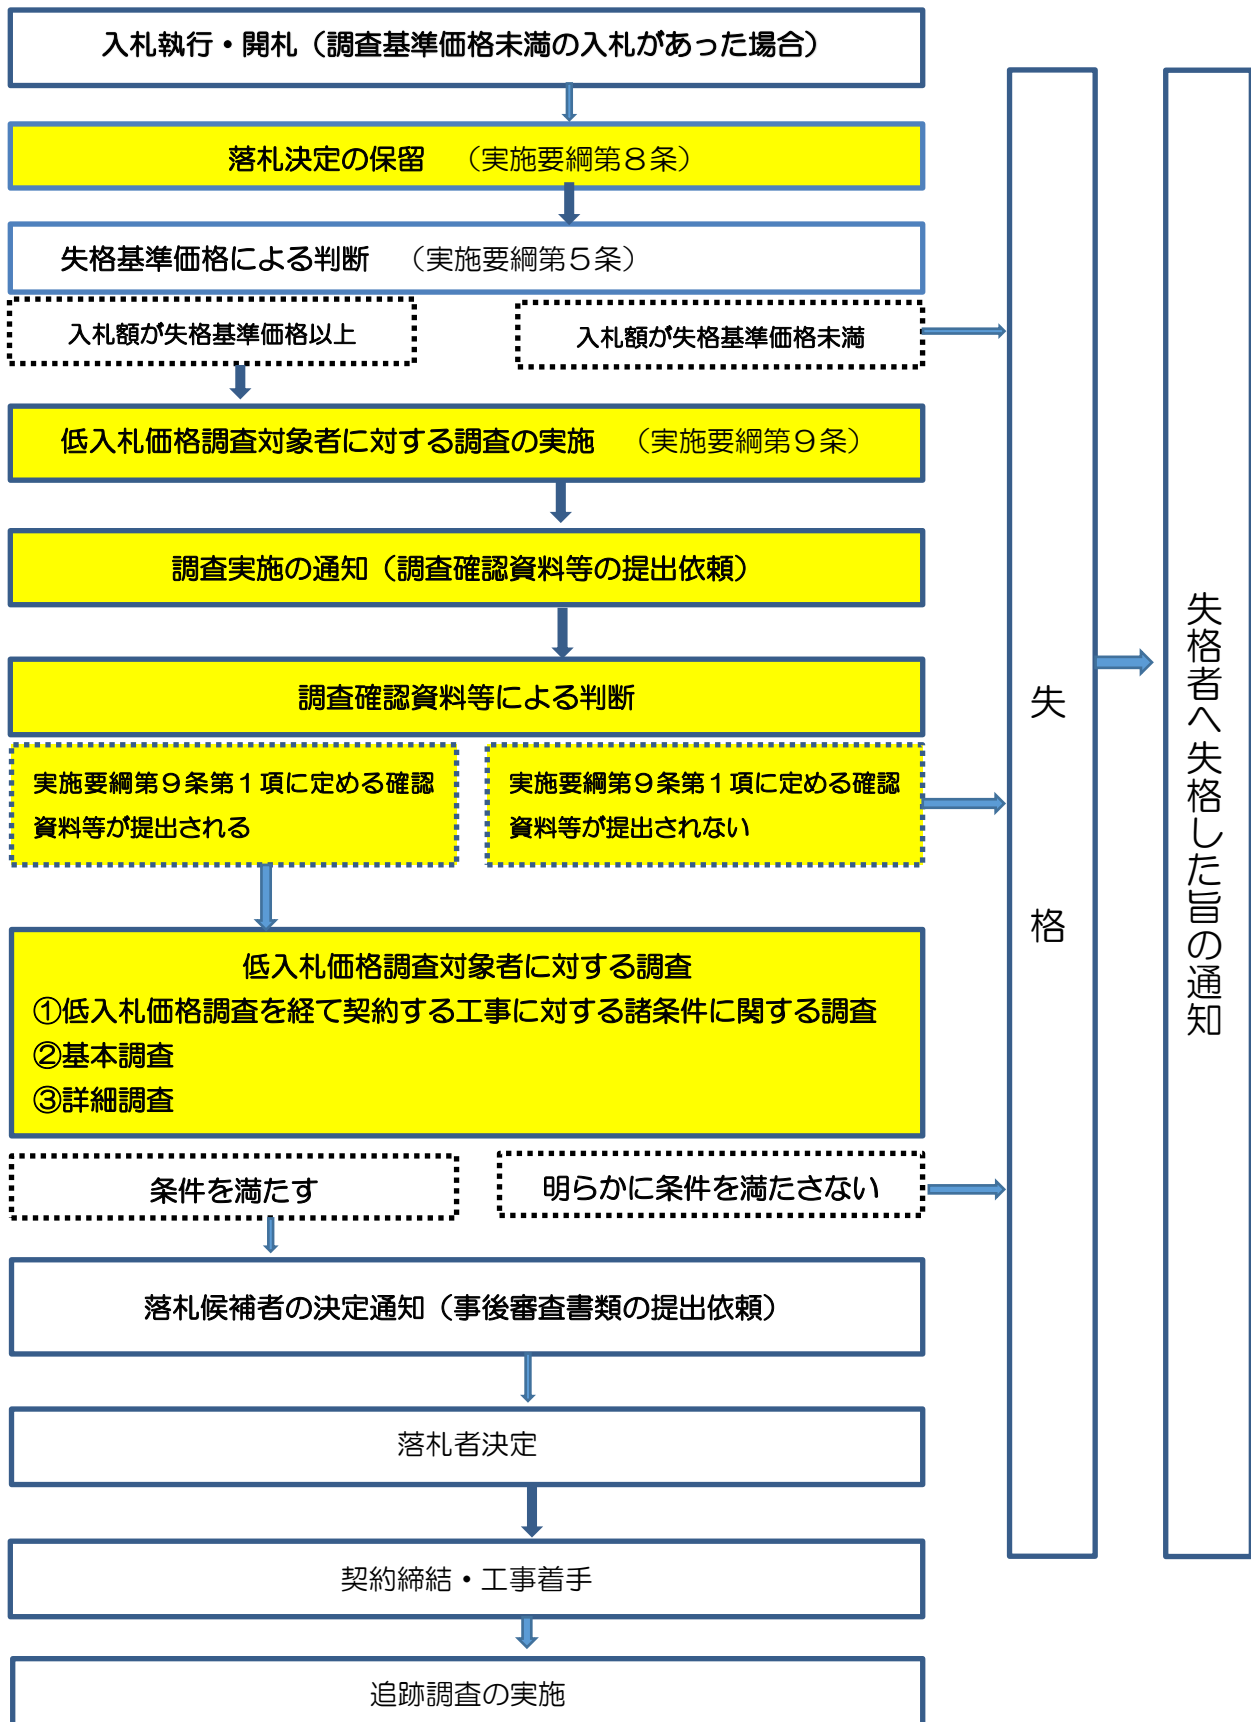 入札執行・開札（調査基準価格未満の入札があった場合）
落札決定の保留　（実施要綱第８条）
失格基準価格による判断　（実施要綱第５条）
入札額が失格基準価格以上
入札額が失格基準価格未満
低入札価格調査対象者に対する調査の実施　（実施要綱第９条）
調査実施の通知（調査確認資料等の提出依頼）
調査確認資料等による判断
実施要綱第９条第１項に定める確認
資料等が提出される
実施要綱第９条第１項に定める確認
資料等が提出されない
低入札価格調査対象者に対する調査
①低入札価格調査を経て契約する工事に対する諸条件に関する調査
②基本調査
③詳細調査
条件を満たす
明らかに条件を満たさない
落札候補者の決定通知（事後審査書類の提出依頼）
落札者決定
契約締結・工事着手
追跡調査の実施
失格
失格者へ失格した旨の通知